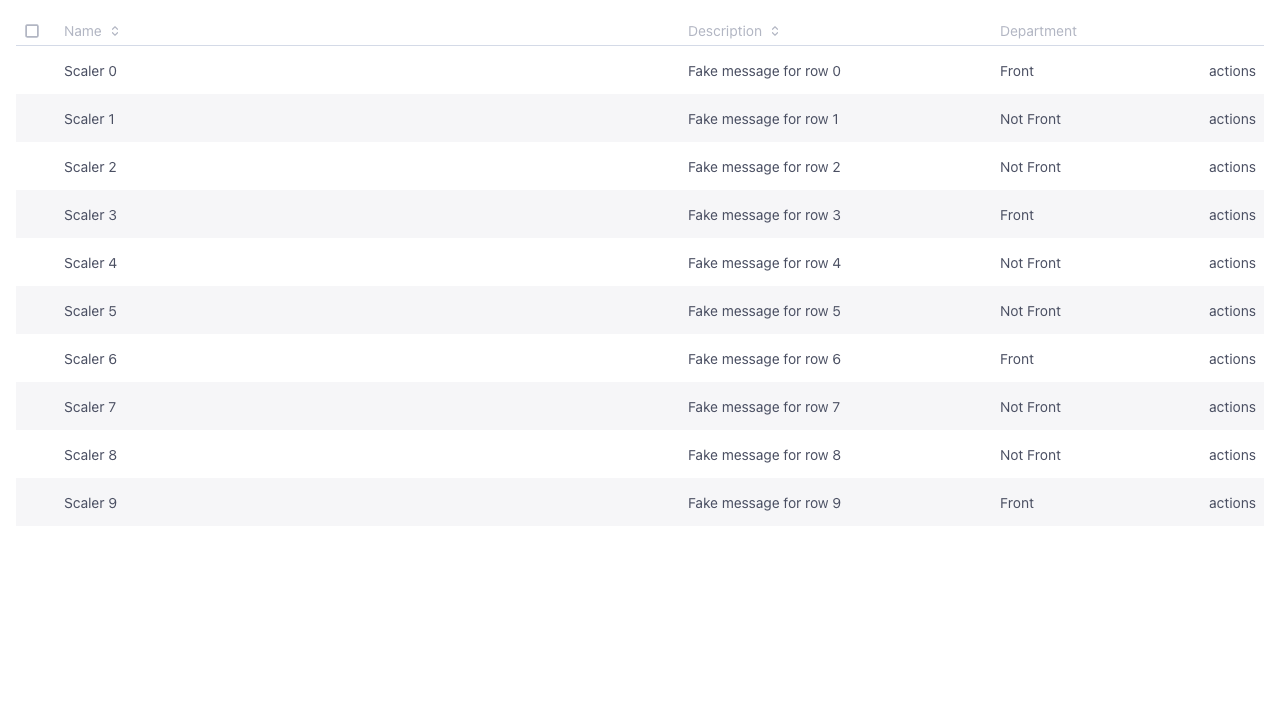 Name Description Department
Scaler 0 Fake message for row 0 Front actions
Scaler 1 Fake message for row 1 Not Front actions
Scaler 2 Fake message for row 2 Not Front actions
Scaler 3 Fake message for row 3 Front actions
Scaler 4 Fake message for row 4 Not Front actions
Scaler 5 Fake message for row 5 Not Front actions
Scaler 6 Fake message for row 6 Front actions
Scaler 7 Fake message for row 7 Not Front actions
Scaler 8 Fake message for row 8 Not Front actions
Scaler 9 Fake message for row 9 Front actions